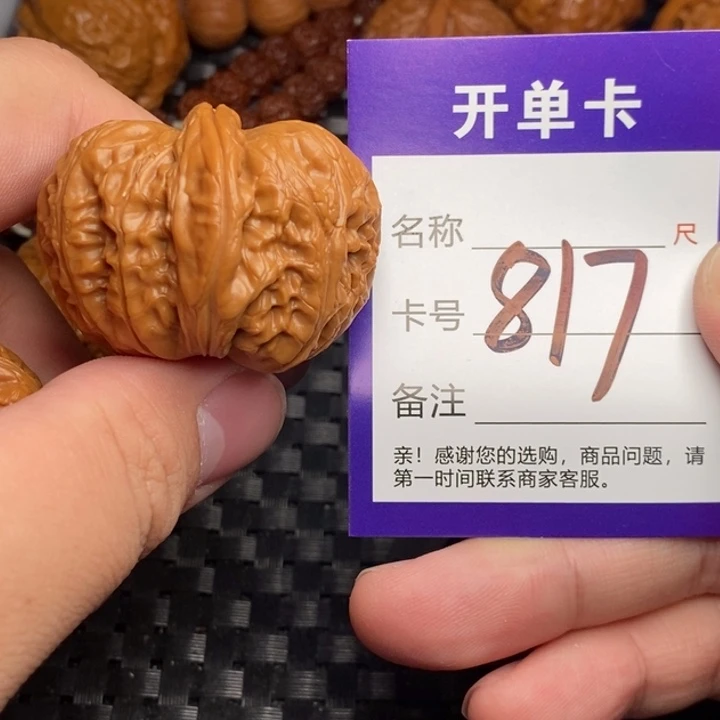 开单卡
名称 尺
卡号 817
备注
亲！感谢您的选购，商品问题，请
第一时间联系商家客服。